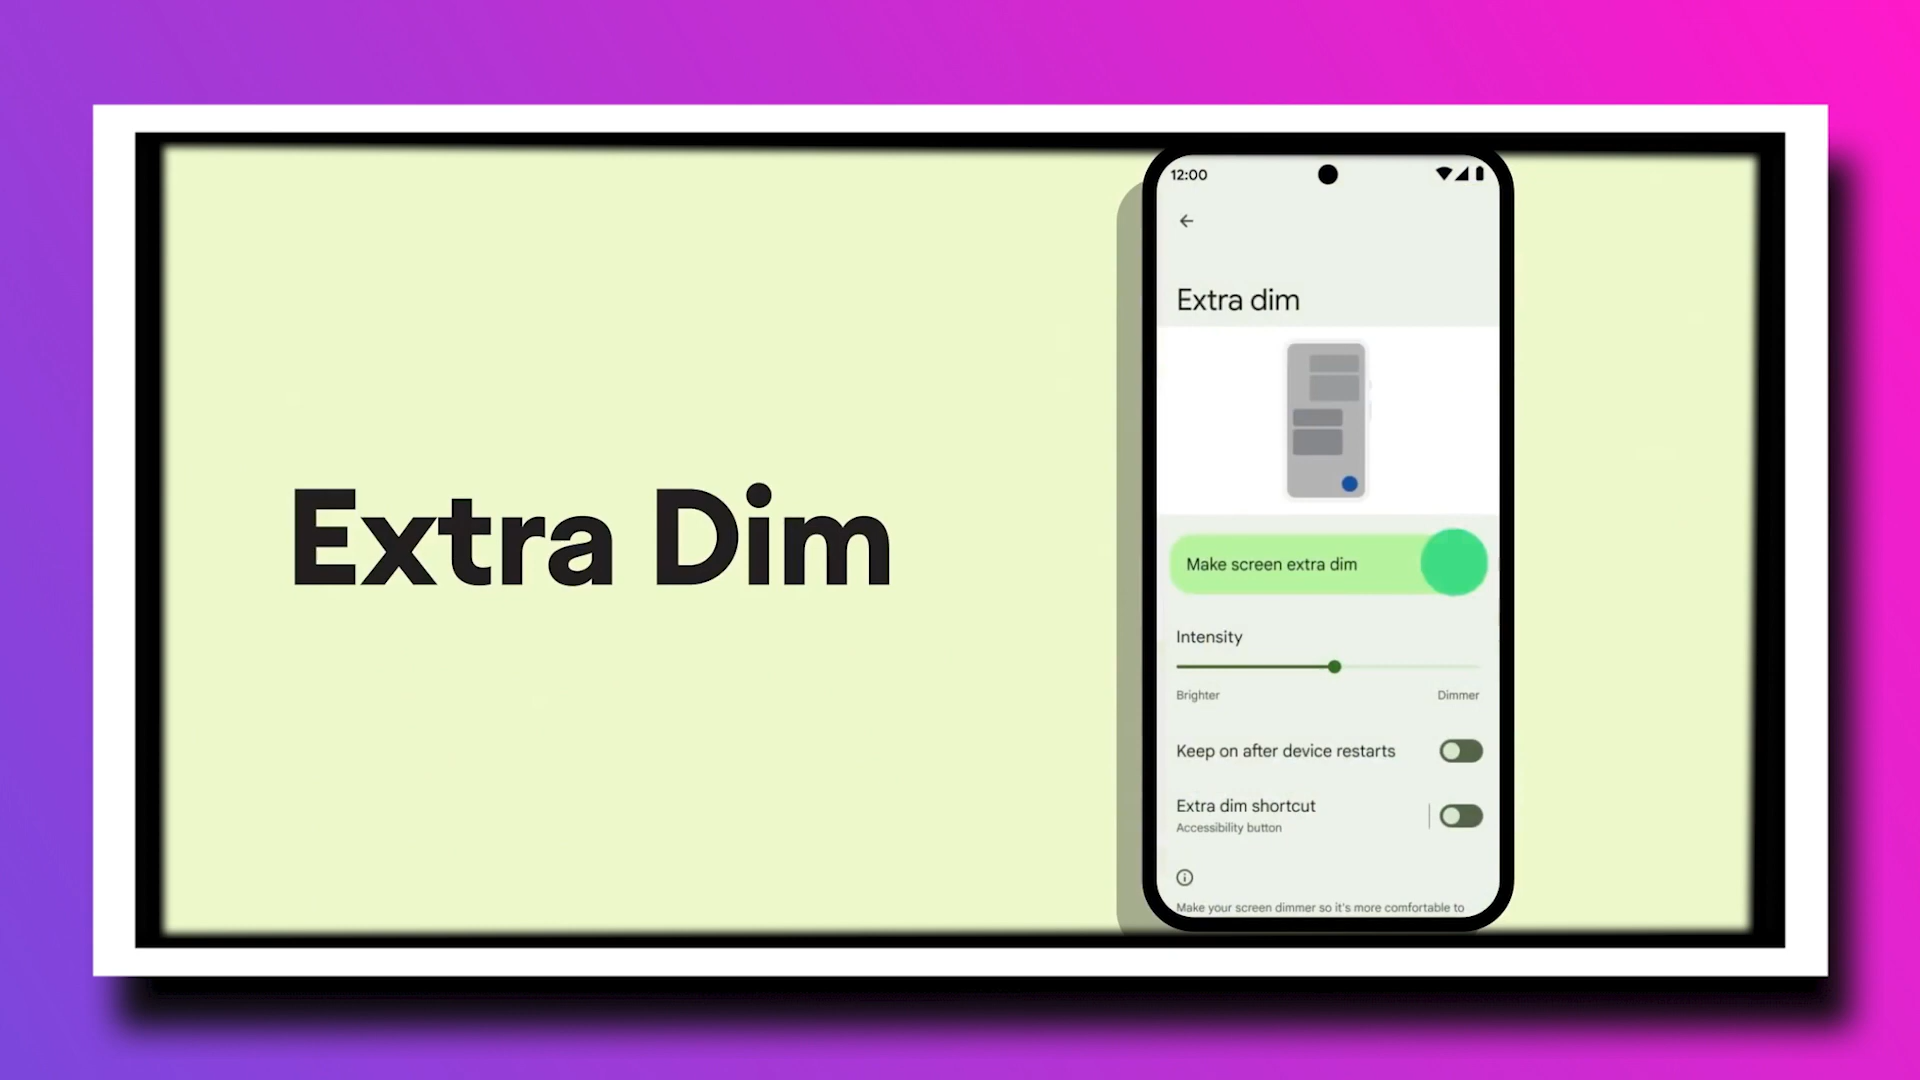 Extra Dim
12:00
Extra dim
Make screen extra dim
Intensity
Brighter
Dimmer
Keep on after device restarts
Extra dim shortcut
Accessibility button
Make your screen dimmer so it's more comfortable to